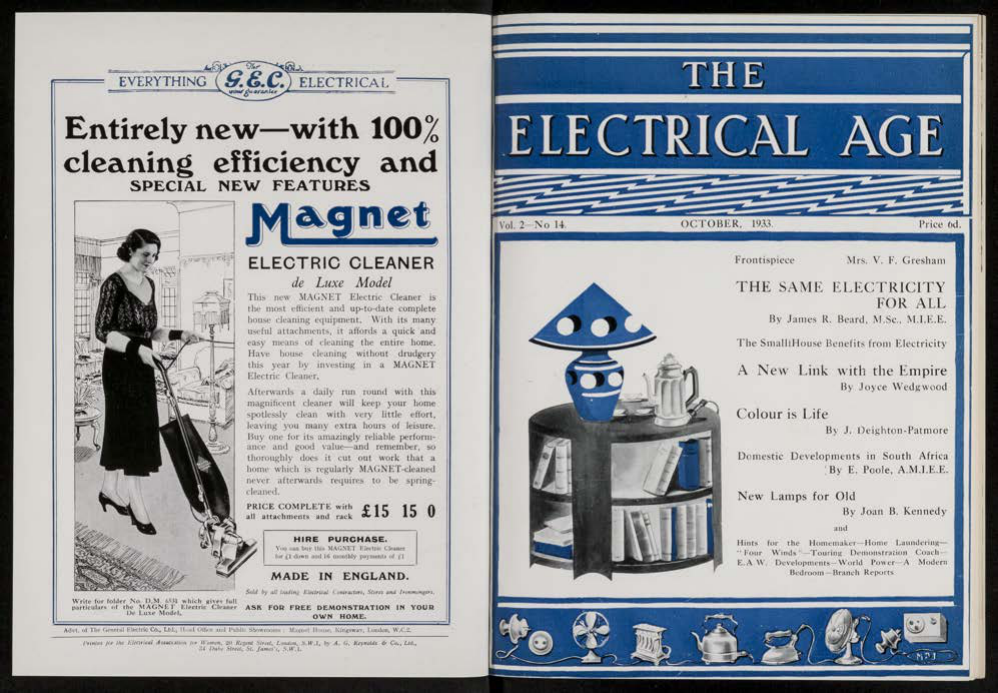 EVERYTHING The G.E.C. your guarantee ELECTRICAL
Entirely new—with 100%
cleaning efficiency and
SPECIAL NEW FEATURES
Magnet
ELECTRIC CLEANER
de Luxe Model
This new MAGNET Electric Cleaner is
the most efficient and up-to-date complete
house cleaning equipment. With its many
useful attachments, it affords a quick and
easy means of cleaning the entire home.
Have house cleaning without drudgery
this year by investing in a MAGNET
Electric Cleaner.
Afterwards a daily run round with this
magnificent cleaner will keep your home
spotlessly clean with very little effort,
leaving you many extra hours of leisure.
Buy one for its amazingly reliable perform-
ance and good value—and remember, so
thoroughly does it cut out work that a
home which is regularly MAGNET-cleaned
never afterwards requires to be spring-
cleaned.
PRICE COMPLETE with
all attachments and rack £15 15 0
HIRE PURCHASE.
You can buy this MAGNET Electric Cleaner
for £1 down and 16 monthly payments of £1
MADE IN ENGLAND.
Sold by all leading Electrical Contractors, Stores and Ironmongers.
ASK FOR FREE DEMONSTRATION IN YOUR
OWN HOME.
Write for folder No. D.M. which gives full
particulars of the MAGNET Electric Cleaner
De Luxe Model.
Advt. of The General Electric Co., Ltd., Head Office and Public Showrooms: Magnet House, Kingsway, London, W.C.2.
Printed for the Electrical Association for Women, 20 Regent Street, London, S.W.1, by A. G. Reynolds & Co., Ltd.,
Duke Street, St. James's, S.W.1.
THE
ELECTRICAL AGE
Vol. 2—No 14. OCTOBER, 1933. Price 6d.
Frontispiece Mrs. V. F. Gresham
THE SAME ELECTRICITY
FOR ALL
By James R. Beard, M.Sc., M.I.E.E.
The Small House Benefits from Electricity
A New Link with the Empire
By Joyce Wedgwood
Colour is Life
By J. Deighton-Patmore
Domestic Developments in South Africa
By E. Poole, A.M.I.E.E.
New Lamps for Old
By Joan B. Kennedy
and
Hints for the Homemaker—Home Laundering—
"Four Winds"—Touring Demonstration Coach—
E.A.W. Developments—World Power—A Modern
Bedroom—Branch Reports